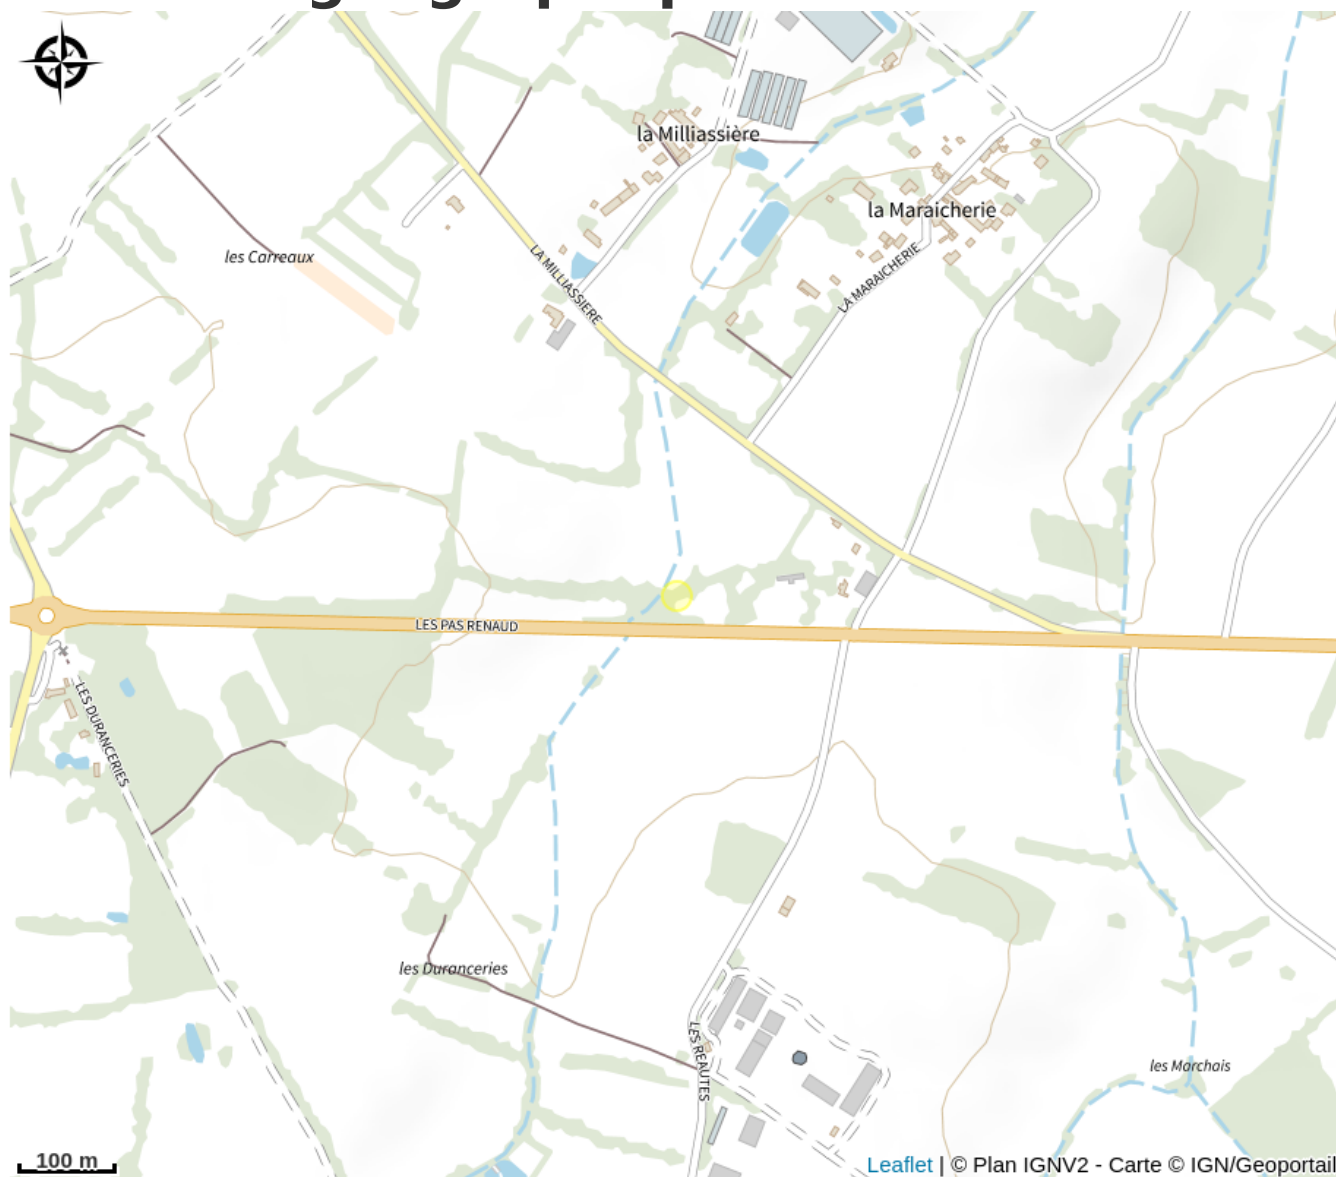 la Milliassière
la Maraicherie
les Carreaux
LA MILLIASSIERE
LA MARAICHERIE
LES PAS RENAUD
LES DURANCERIES
les Duranceries
LES REAUTES
les Marchais
100 m
Leaflet | © Plan IGNV2 - Carte © IGN/Geoportail